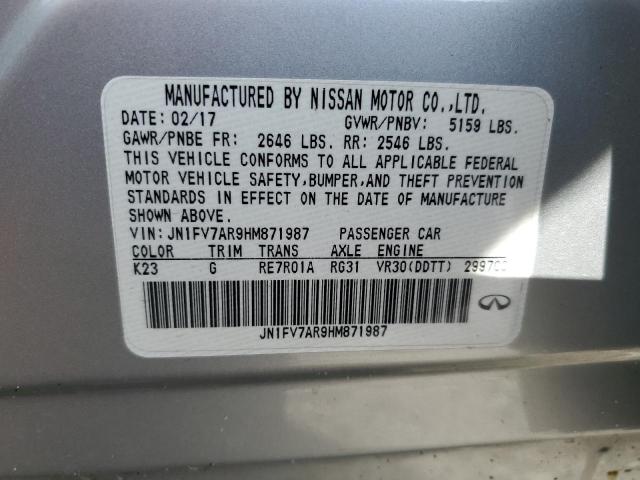 MANUFACTURED BY NISSAN MOTOR CO.,LTD.
DATE: 02/17 GVWR/PNBV: 5159 LBS.
GAWR/PNBE FR: 2646 LBS. RR: 2546 LBS.
THIS VEHICLE CONFORMS TO ALL APPLICABLE FEDERAL
MOTOR VEHICLE SAFETY,BUMPER,AND THEFT PREVENTION
STANDARDS IN EFFECT ON THE DATE OF MANUFACTURE
SHOWN ABOVE.
VIN: JN1FV7AR9HM871987 PASSENGER CAR
COLOR TRIM TRANS AXLE ENGINE
K23 G RE7R01A RG31 VR30(DDTT) 2997CC
JN1FV7AR9HM871987